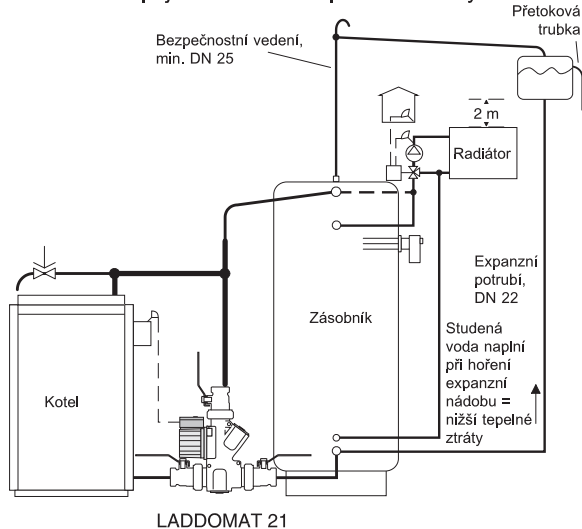 Přetoková
trubka
Bezpečnostní vedení,
min. DN 25
2 m
Radiátor
Expanzní
potrubí,
DN 22
Zásobník
Studená
voda naplní
při hoření
expanzní
nádobu =
nižší tepelné
ztráty
Kotel
LADDOMAT 21